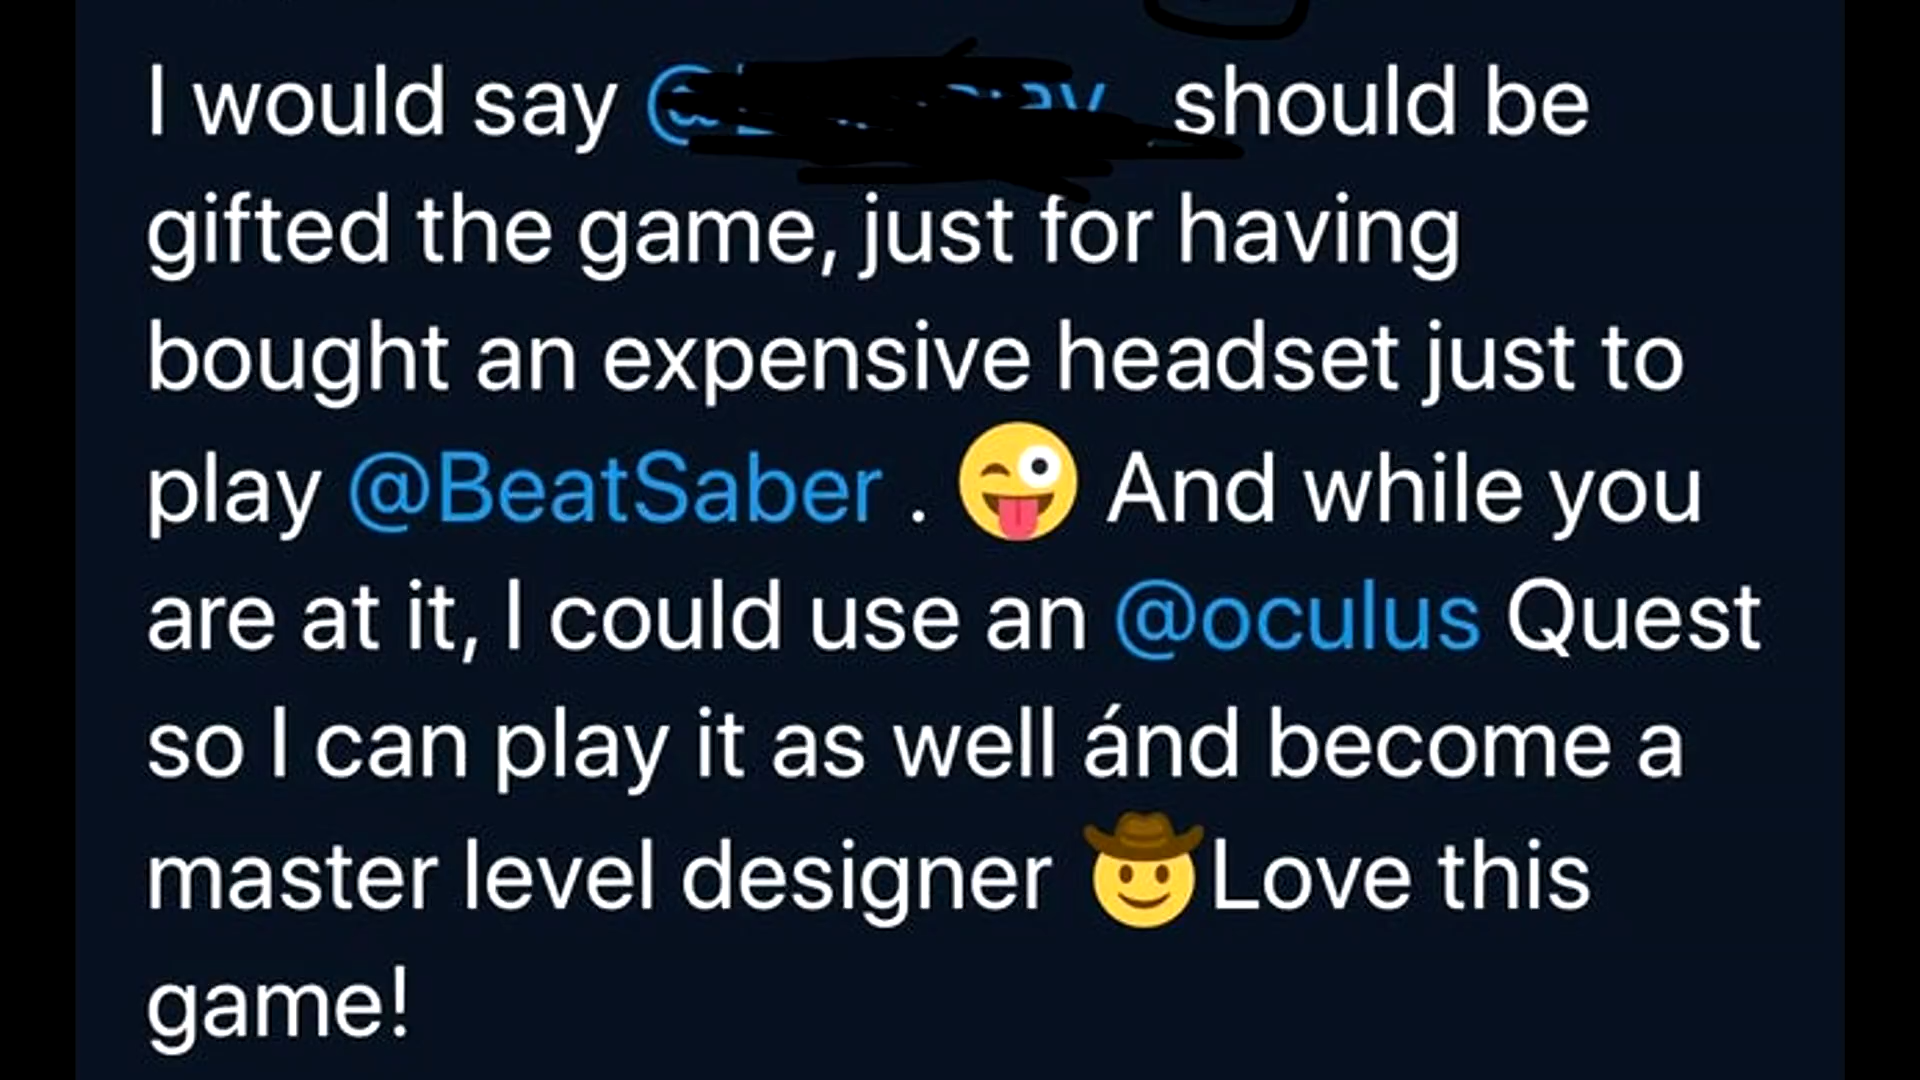 I would say should be
gifted the game, just for having
bought an expensive headset just to
play @BeatSaber . 😜 And while you
are at it, I could use an @oculus Quest
so I can play it as well ánd become a
master level designer 🤠Love this
game!